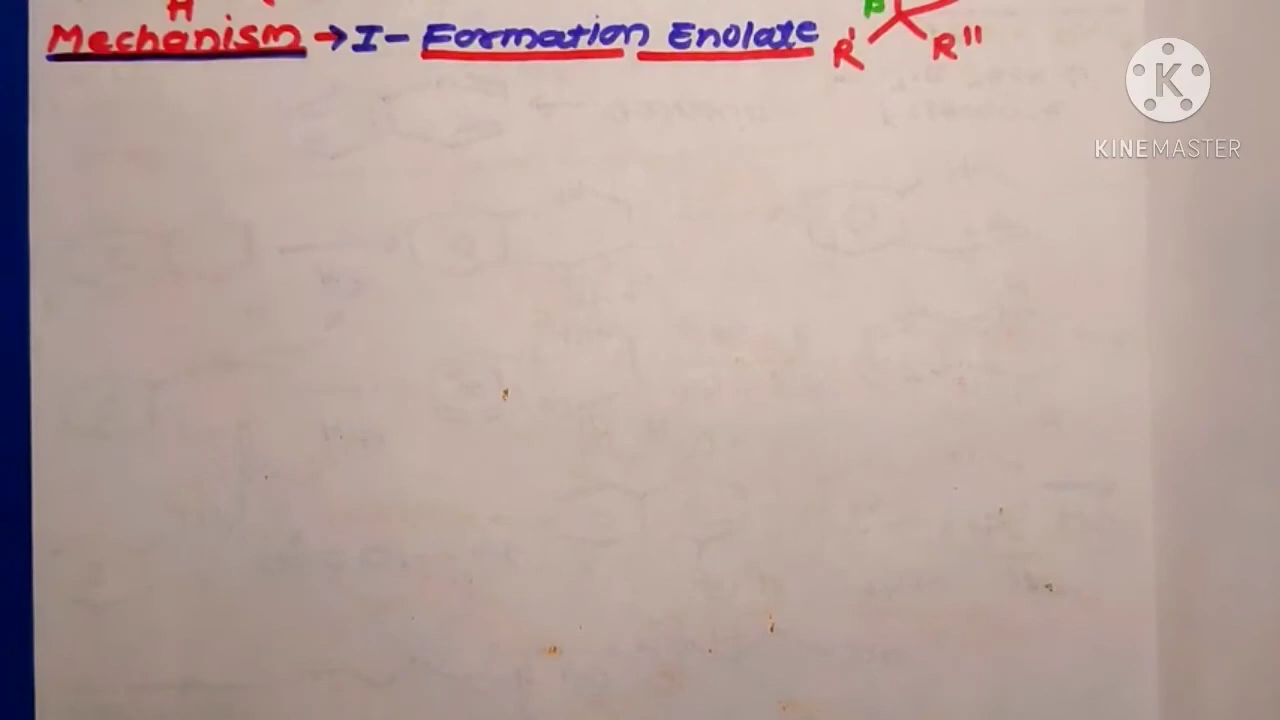 H
β
Mechanism → I- Formation Enolate R' R"
K
KINEMASTER